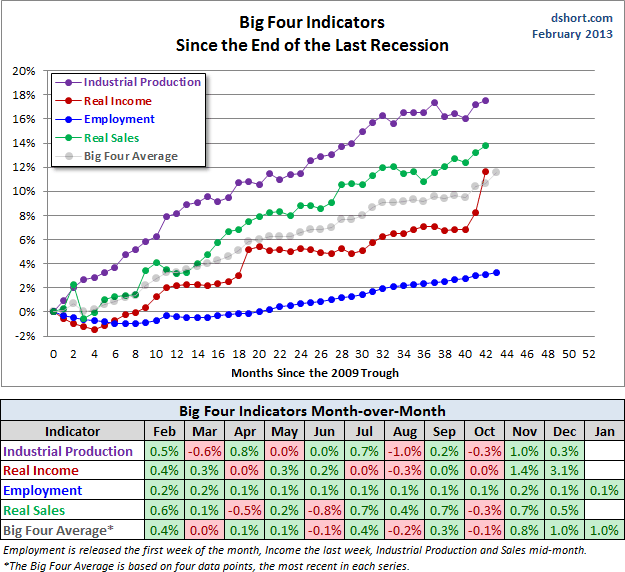 Big Four Indicators
Since the End of the Last Recession
dshort.com
February 2013
20%
18%
16%
14%
12%
10%
8%
6%
4%
2%
0%
-2%
Industrial Production
Real Income
Employment
Real Sales
Big Four Average
0 2 4 6 8 10 12 14 16 18 20 22 24 26 28 30 32 34 36 38 40 42 44 46 48 50 52
Months Since the 2009 Trough
Big Four Indicators Month-over-Month
Indicator Feb Mar Apr May Jun Jul Aug Sep Oct Nov Dec Jan
Industrial Production 0.5% -0.6% 0.8% 0.0% 0.0% 0.7% -1.0% 0.2% -0.3% 1.0% 0.3%
Real Income 0.4% 0.3% 0.0% 0.3% 0.2% 0.0% -0.3% 0.0% 0.0% 1.4% 3.1%
Employment 0.2% 0.2% 0.1% 0.1% 0.1% 0.1% 0.1% 0.1% 0.1% 0.2% 0.1% 0.1%
Real Sales 0.6% 0.1% -0.5% 0.2% -0.8% 0.7% 0.4% 0.7% -0.3% 0.7% 0.5%
Big Four Average* 0.4% 0.0% 0.1% 0.1% -0.1% 0.4% -0.2% 0.3% -0.1% 0.8% 1.0% 1.0%
Employment is released the first week of the month, Income the last week, Industrial Production and Sales mid-month.
*The Big Four Average is based on four data points, the most recent in each series.